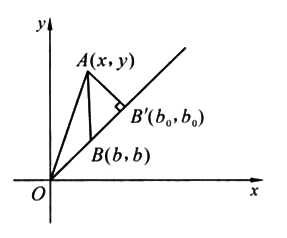 y
A(x, y)
B'(b₀, b₀)
B(b, b)
O
x